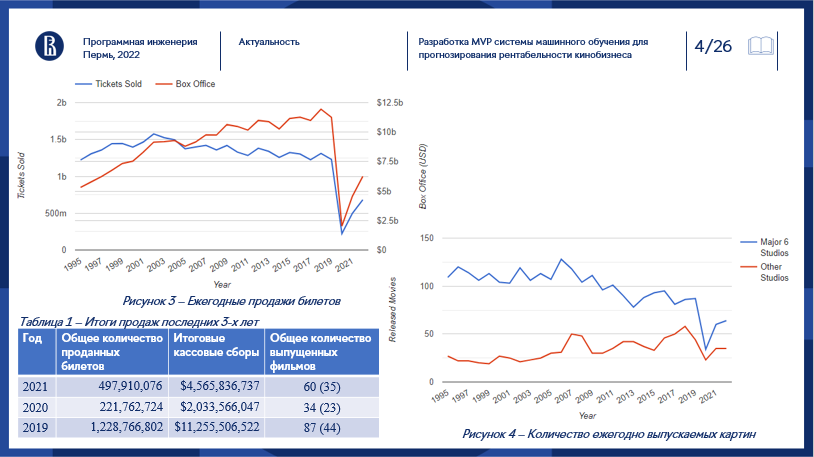 Программная инженерия
Пермь, 2022
Актуальность
Разработка MVP системы машинного обучения для
прогнозирования рентабельности кинобизнеса
4/26
Tickets Sold
Box Office
2b
1.5b
1b
500m
0
$12.5b
$10b
$7.5b
$5b
$2.5b
$0
Tickets Sold
Box Office (USD)
1995
1997
1999
2001
2003
2005
2007
2009
2011
2013
2015
2017
2019
2021
Year
Рисунок 3 – Ежегодные продажи билетов
Таблица 1 – Итоги продаж последних 3-х лет
Год
Общее количество
проданных
билетов
Итоговые
кассовые сборы
Общее количество
выпущенных
фильмов
2021 497,910,076 $4,565,836,737 60 (35)
2020 221,762,724 $2,033,566,047 34 (23)
2019 1,228,766,802 $11,255,506,522 87 (44)
Released Movies
150
100
50
0
Major 6
Studios
Other
Studios
1995
1997
1999
2001
2003
2005
2007
2009
2011
2013
2015
2017
2019
2021
Year
Рисунок 4 – Количество ежегодно выпускаемых картин